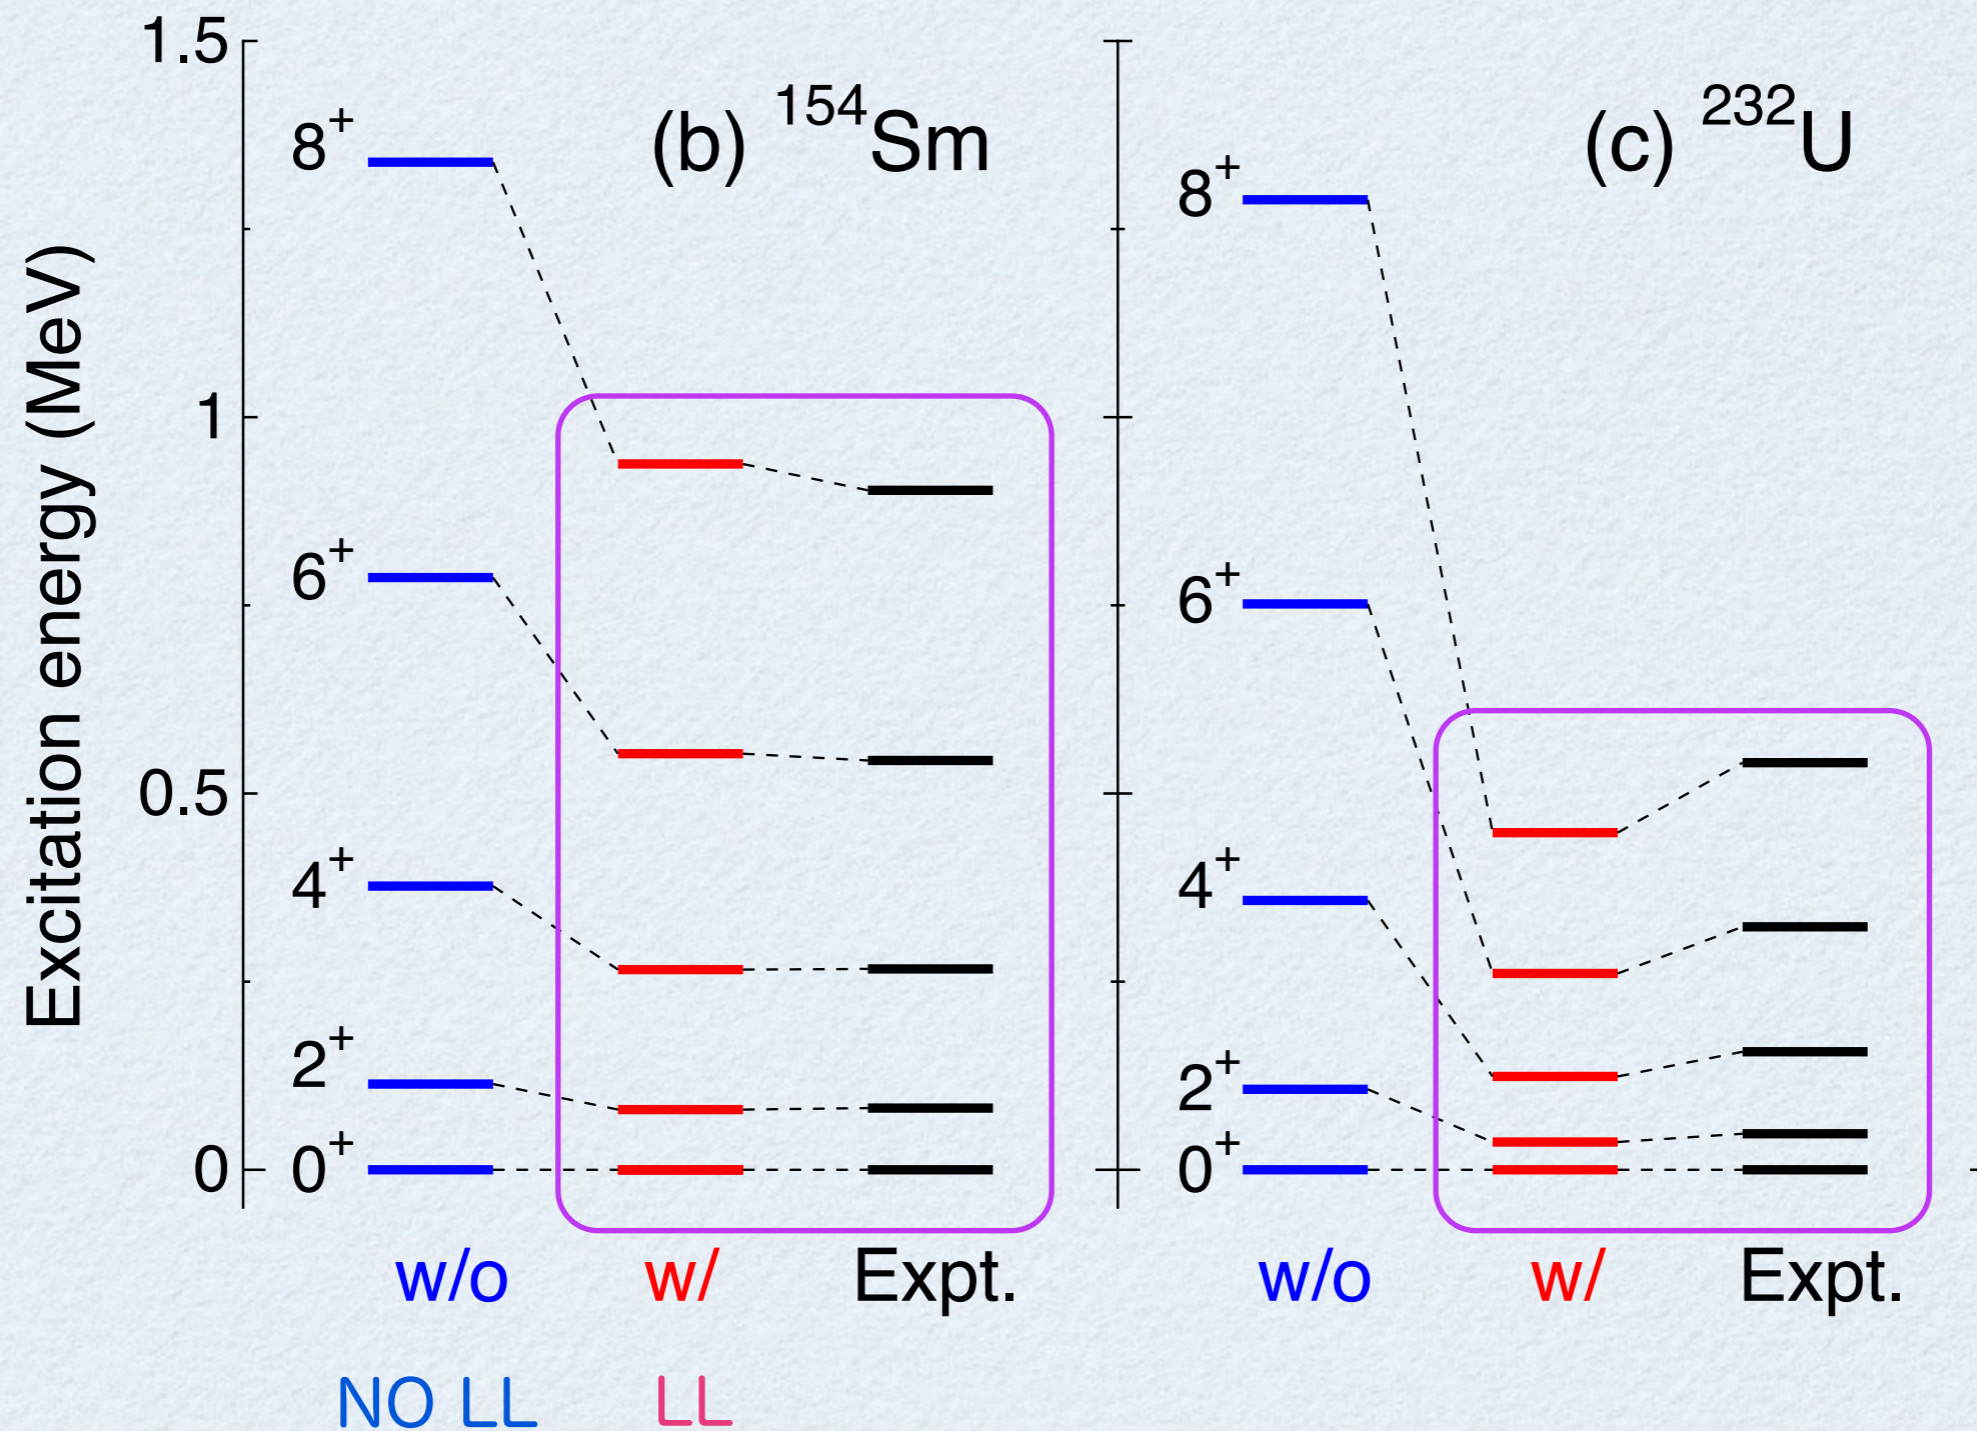 Excitation energy (MeV)
1.5
1
0.5
0
(b) ¹⁵⁴Sm
8⁺
6⁺
4⁺
2⁺
0⁺
w/o w/ Expt.
NO LL LL
(c) ²³²U
8⁺
6⁺
4⁺
2⁺
0⁺
w/o w/ Expt.